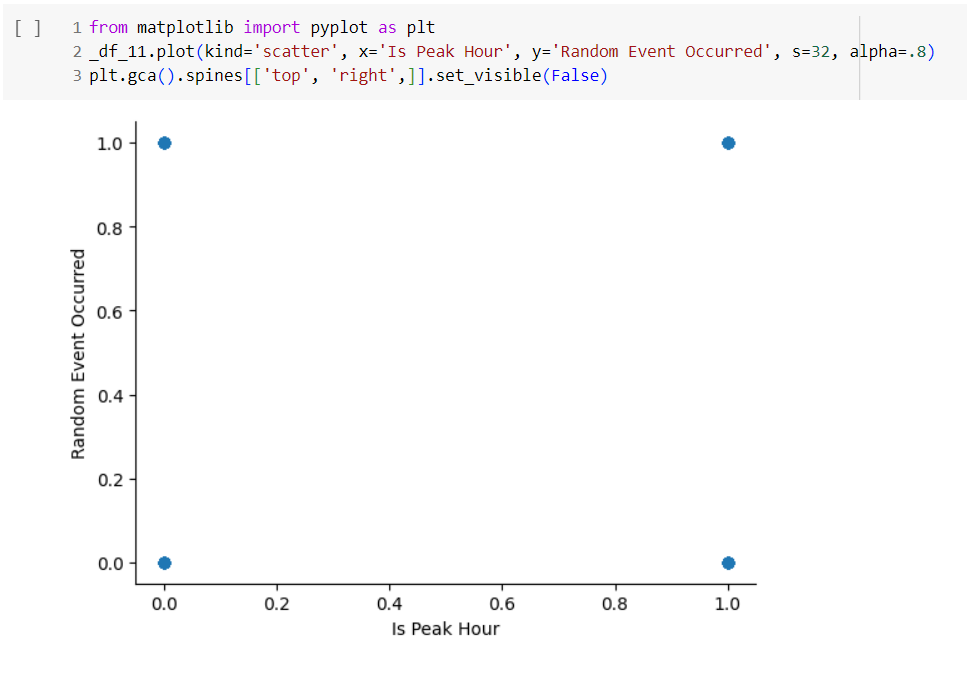 [ ] 1 from matplotlib import pyplot as plt
2 _df_11.plot(kind='scatter', x='Is Peak Hour', y='Random Event Occurred', s=32, alpha=.8)
3 plt.gca().spines[['top', 'right',]].set_visible(False)
1.0
0.8
0.6
0.4
0.2
0.0
Random Event Occurred
0.0 0.2 0.4 0.6 0.8 1.0
Is Peak Hour